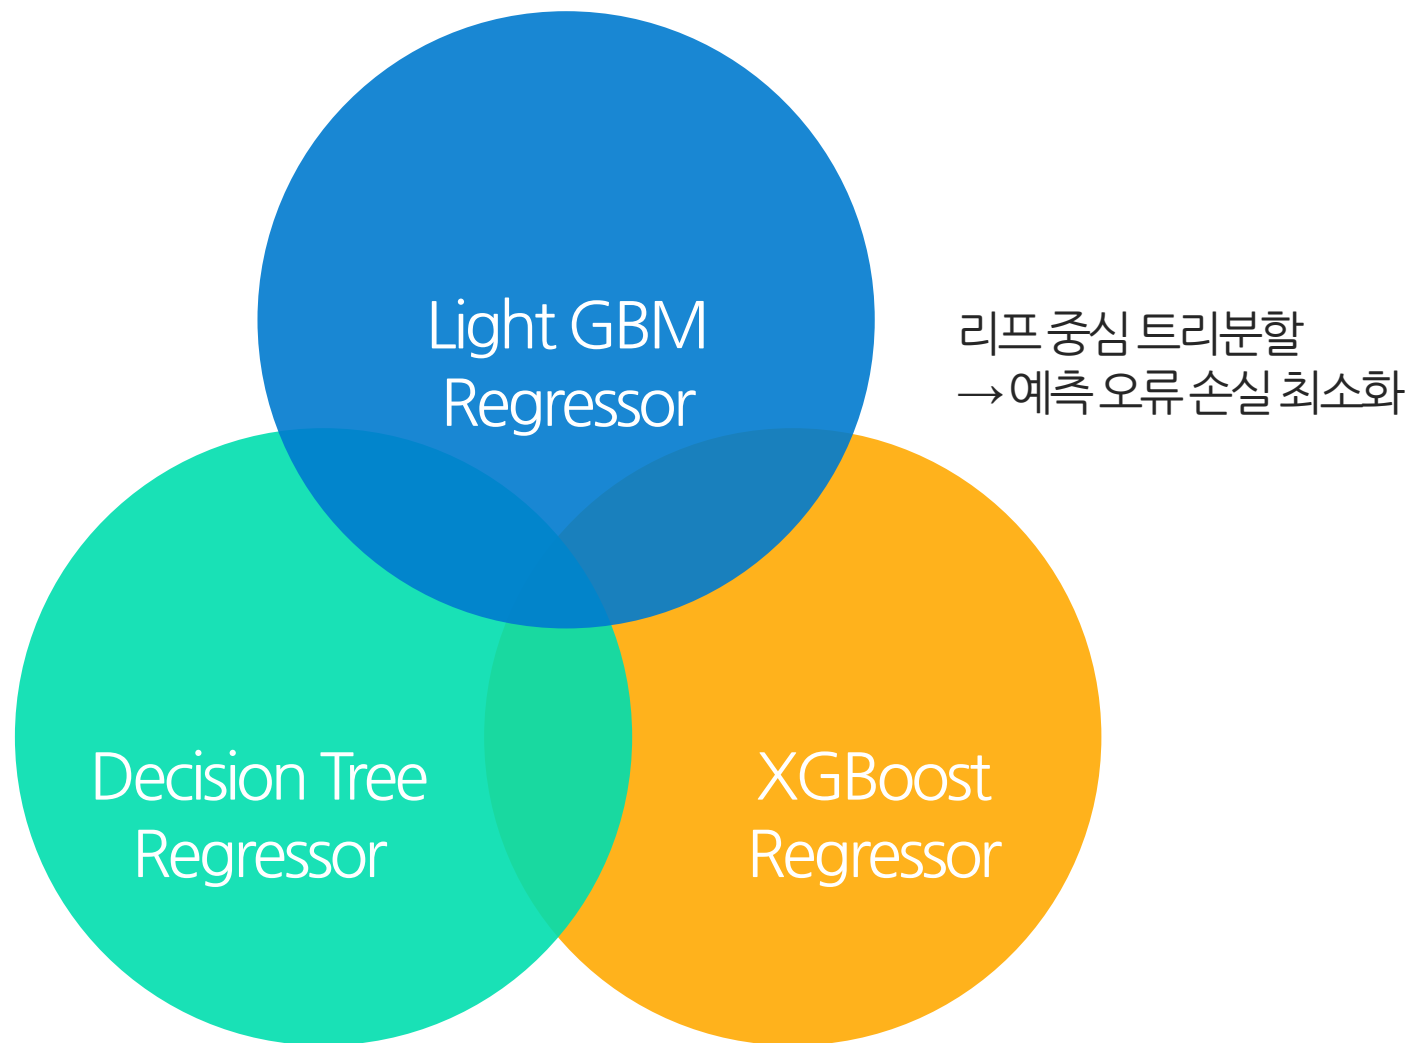 Light GBM
Regressor
리프 중심 트리분할
→ 예측 오류 손실 최소화
Decision Tree
Regressor
XGBoost
Regressor